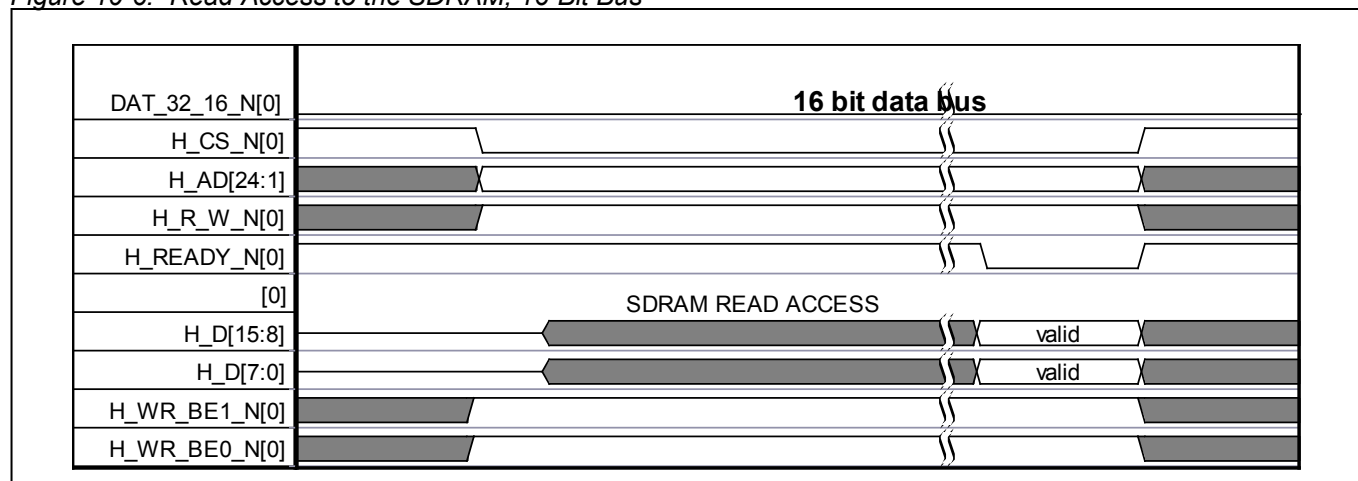 Figure 10-6. Read Access to the SDRAM, 16 Bit Bus
DAT_32_16_N[0]
16 bit data bus
H_CS_N[0]
H_AD[24:1]
H_R_W_N[0]
H_READY_N[0]
[0]
SDRAM READ ACCESS
H_D[15:8]
valid
H_D[7:0]
valid
H_WR_BE1_N[0]
H_WR_BE0_N[0]